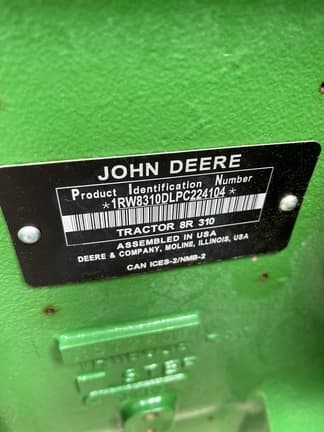 JOHN DEERE
Product Identification Number
*1RW8310DLPC224104*
TRACTOR 8R 310
ASSEMBLED IN USA
DEERE & COMPANY, MOLINE, ILLINOIS, USA
CAN ICES-2/NMB-2
STEP